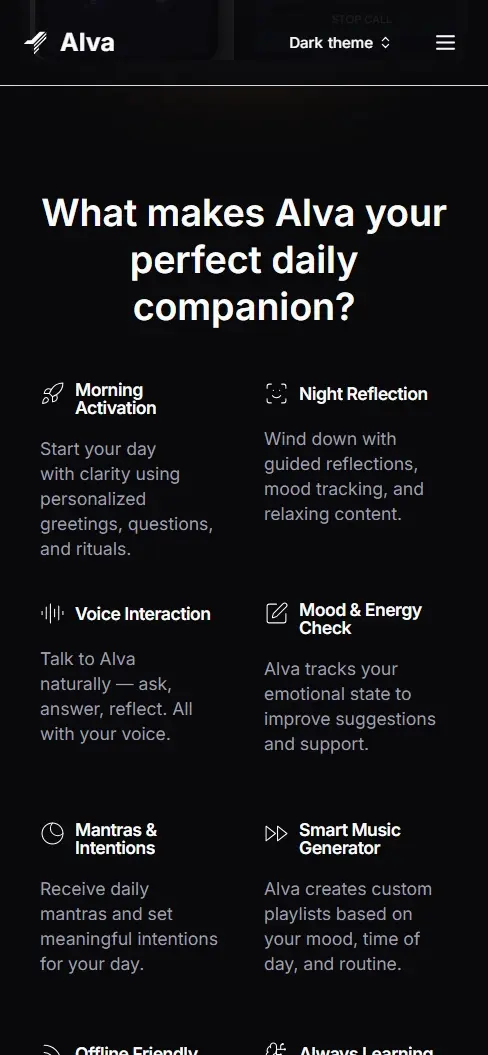 STOP CALL
Alva
Dark theme
What makes Alva your
perfect daily
companion?
Morning
Activation
Start your day
with clarity using
personalized
greetings, questions,
and rituals.
Night Reflection
Wind down with
guided reflections,
mood tracking, and
relaxing content.
Voice Interaction
Talk to Alva
naturally — ask,
answer, reflect. All
with your voice.
Mood & Energy
Check
Alva tracks your
emotional state to
improve suggestions
and support.
Mantras &
Intentions
Receive daily
mantras and set
meaningful intentions
for your day.
Smart Music
Generator
Alva creates custom
playlists based on
your mood, time of
day, and routine.
Offline Friendly
Always Learning